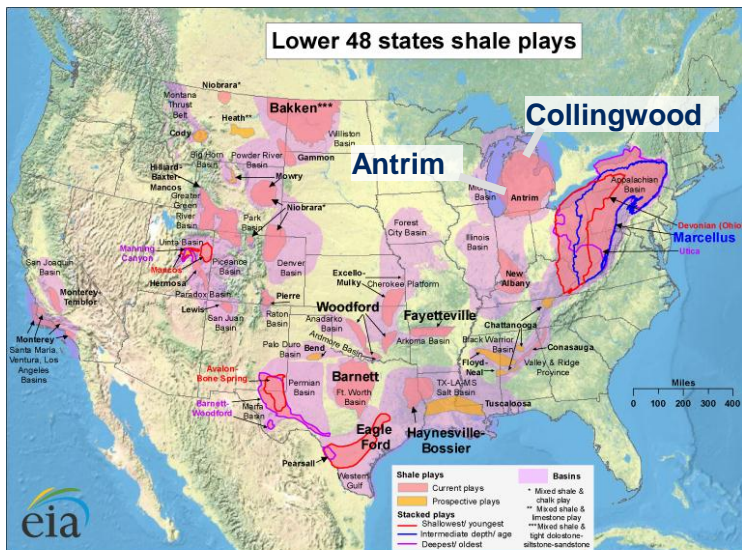 Lower 48 states shale plays
Niobrara*
Montana
Thrust
Belt
Bakken***
Heath**
Cody
Williston
Basin
Collingwood
Antrim
Big Horn
Basin
Powder River
Basin
Gammon
Hilliard-
Baxter
Mancos
Mowry
Antrim
Appalachian
Basin
Greater
Green
River
Basin
Park
Basin
Niobrara*
Forest
City Basin
Illinois
Basin
Devonian (Ohio
Marcellus
Utica
Manning
Canyon
Uinta Basin
Piceance
Basin
Denver
Basin
San Joaquin
Basin
Mancos
Excello-
Mulky
Cherokee Platform
New
Albany
Monterey-
Temblor
Hermosa
Paradox Basin
Pierre
Lewis
San Juan
Basin
Raton
Basin
Woodford
Anadarko
Basin
Fayetteville
Chattanooga
Monterey
Santa Maria,
Ventura, Los
Angeles
Basins
Palo Duro
Basin
Bend
Ardmore Basin
Arkoma Basin
Black Warrior
Basin
Conasauga
Floyd-
Neal
Valley & Ridge
Province
Avalon-
Bone Spring
Permian
Basin
Barnett
Ft. Worth
Basin
TX-LA-MS
Salt Basin
Tuscaloosa
Miles
0 100 200 300 400
Barnett-
Woodford
Marfa
Basin
Eagle
Ford
Haynesville-
Bossier
Pearsall
Western
Gulf
Shale plays
Current plays
Prospective plays
Stacked plays
Shallowest/ youngest
Intermediate depth/ age
Deepest/ oldest
Basins
* Mixed shale &
chalk play
** Mixed shale &
limestone play
***Mixed shale &
tight dolostone-
siltstone-sandstone
eia